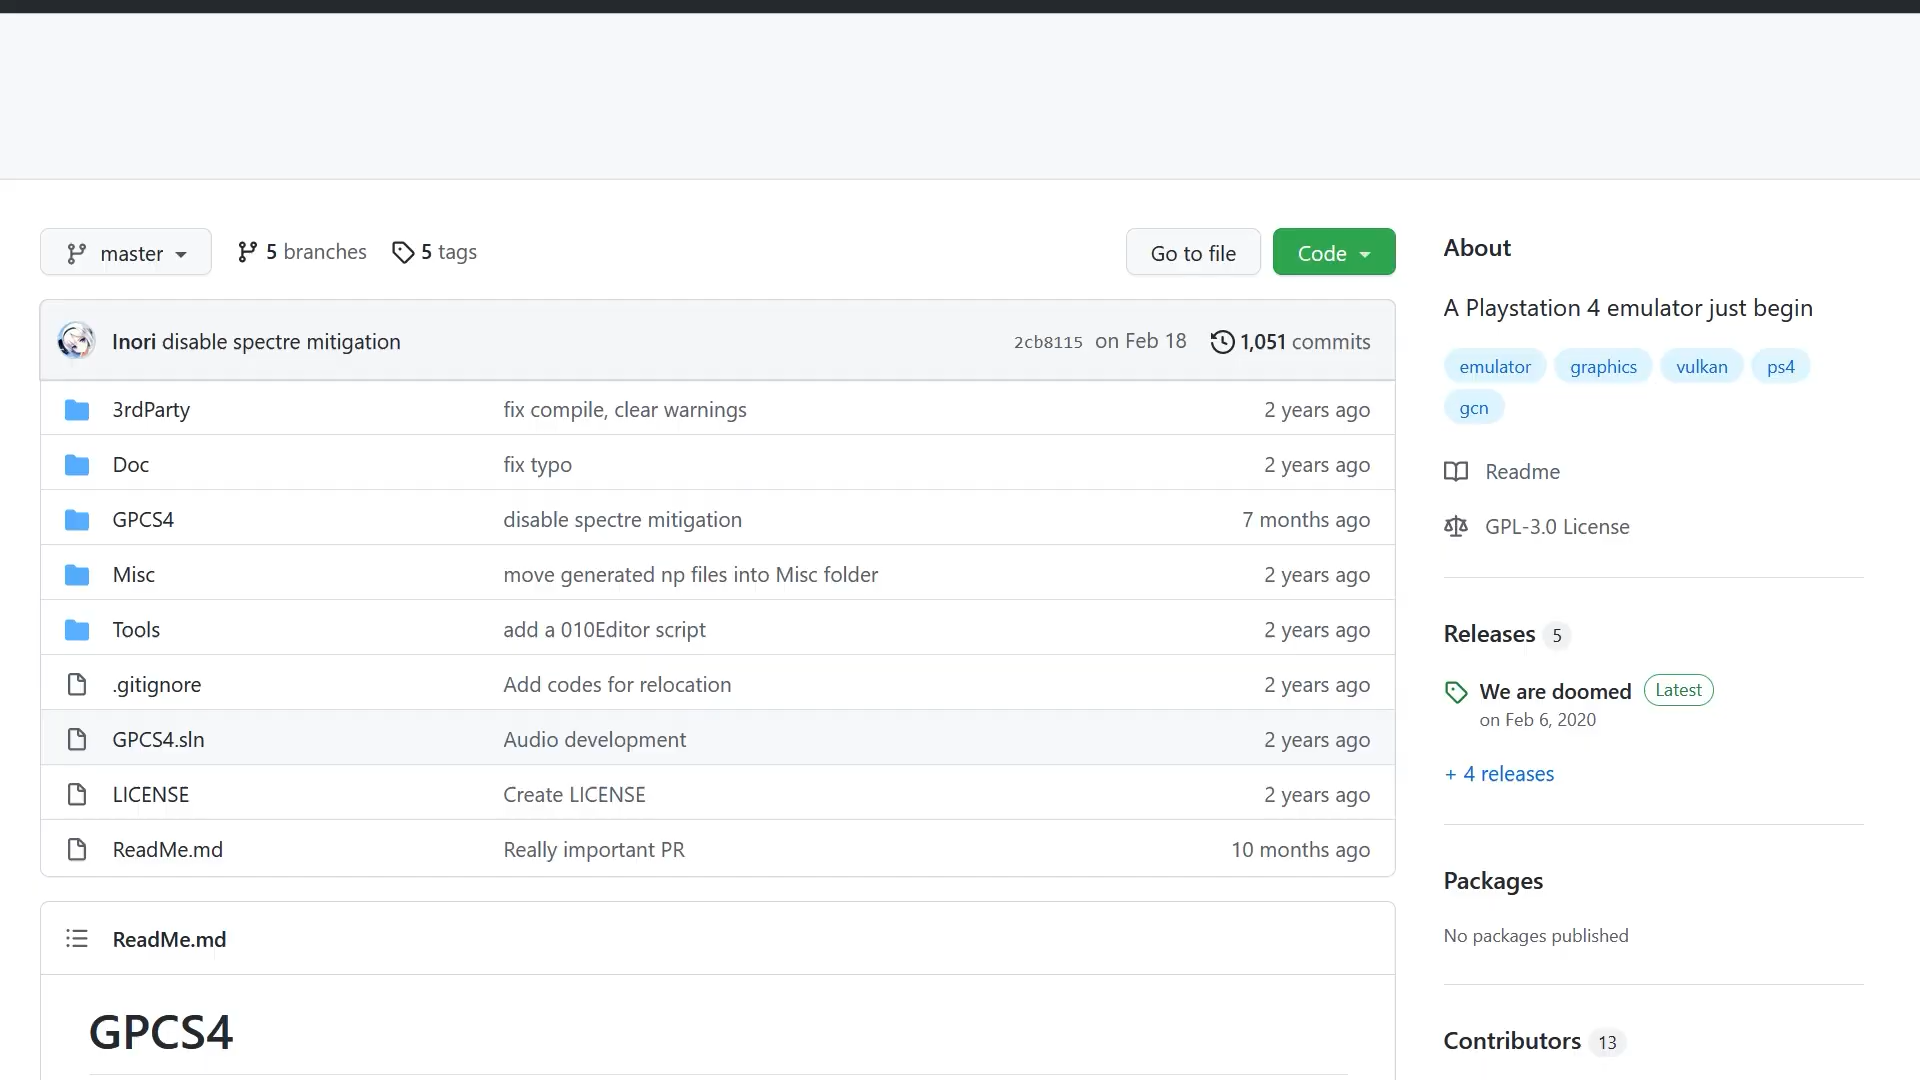 master
5 branches
5 tags
Go to file
Code
Inori disable spectre mitigation
2cb8115 on Feb 18
1,051 commits
3rdParty fix compile, clear warnings 2 years ago
Doc fix typo 2 years ago
GPCS4 disable spectre mitigation 7 months ago
Misc move generated np files into Misc folder 2 years ago
Tools add a 010Editor script 2 years ago
.gitignore Add codes for relocation 2 years ago
GPCS4.sln Audio development 2 years ago
LICENSE Create LICENSE 2 years ago
ReadMe.md Really important PR 10 months ago
ReadMe.md
GPCS4
About
A Playstation 4 emulator just begin
emulator graphics vulkan ps4
gcn
Readme
GPL-3.0 License
Releases 5
We are doomed Latest
on Feb 6, 2020
+ 4 releases
Packages
No packages published
Contributors 13